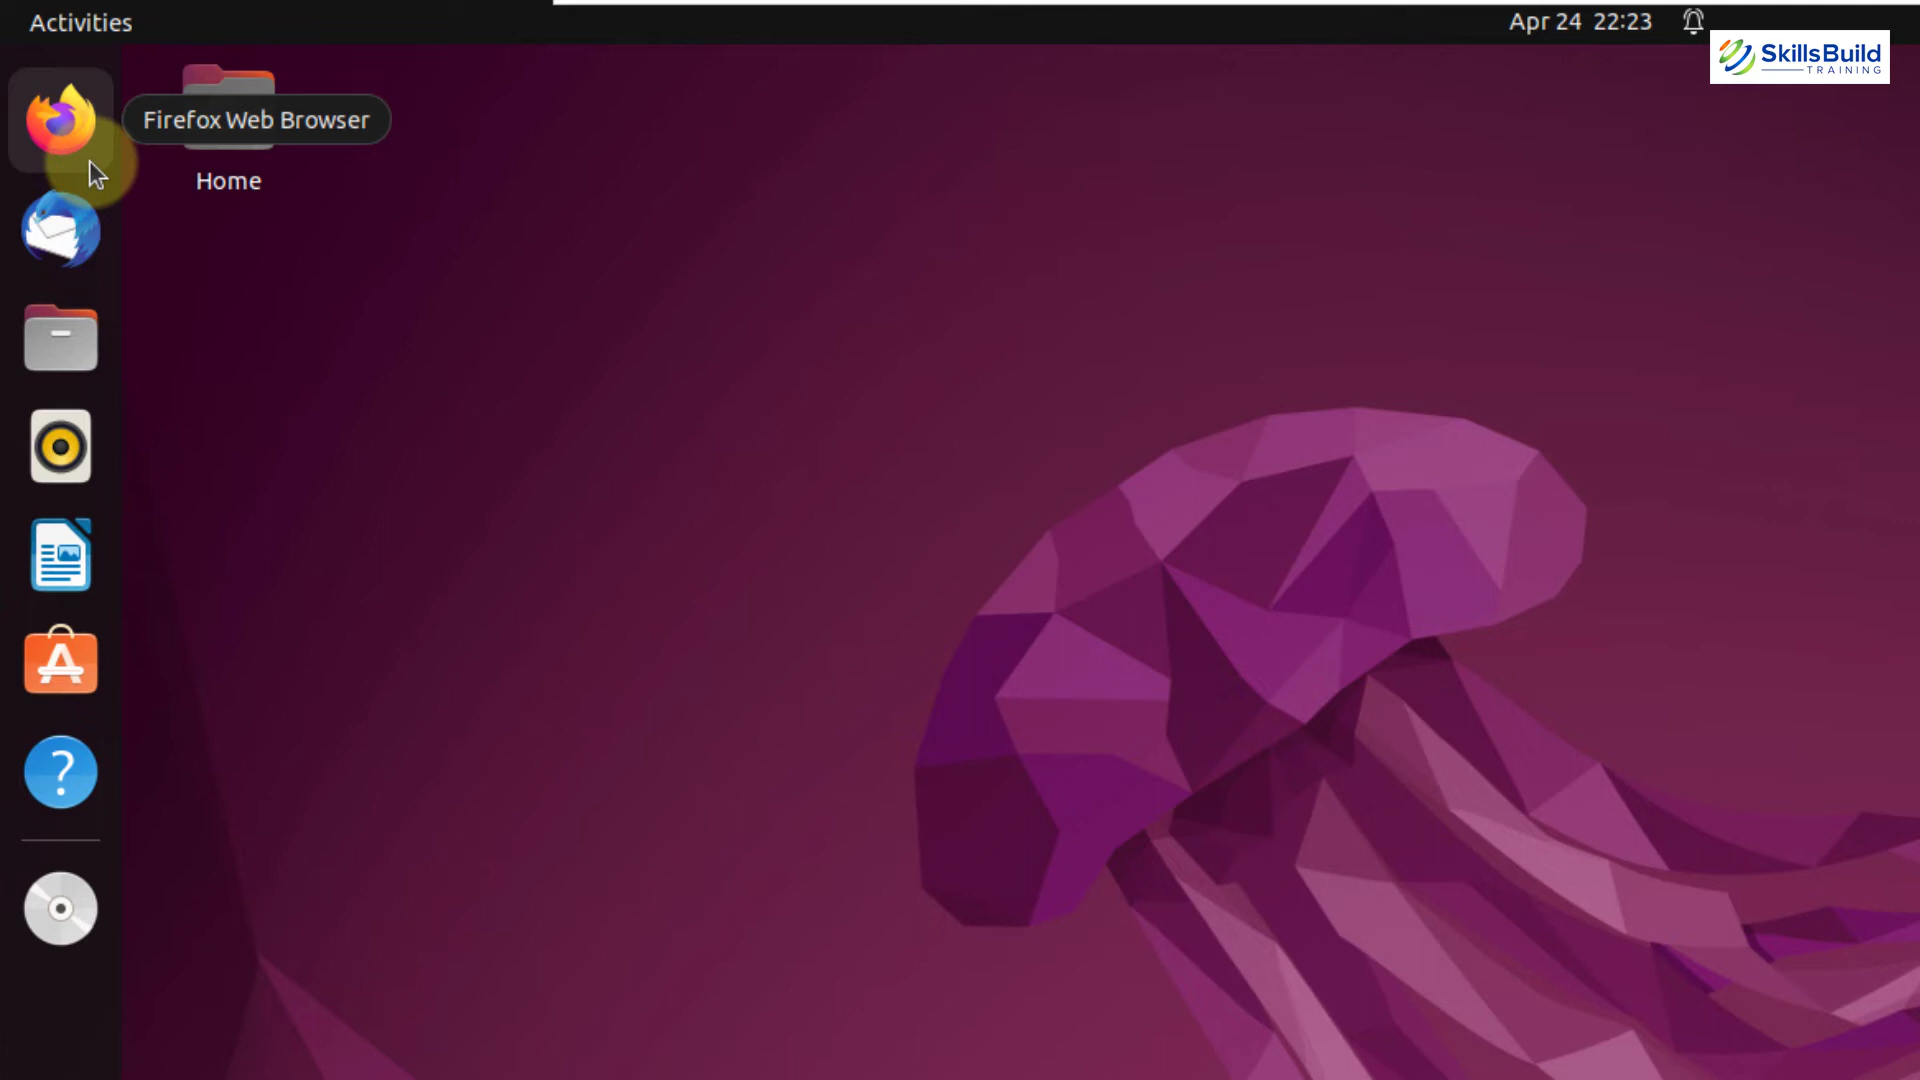 Activities
Apr 24 22:23
SkillsBuild
TRAINING
Firefox Web Browser
Home